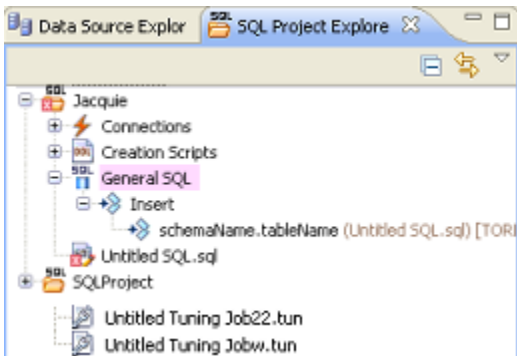 Data Source Explor SQL Project Explore
Jacquie
Connections
Creation Scripts
General SQL
Insert
schemaName.tableName (Untitled SQL.sql) [TORI
Untitled SQL.sql
SQLProject
Untitled Tuning Job22.tun
Untitled Tuning Jobw.tun